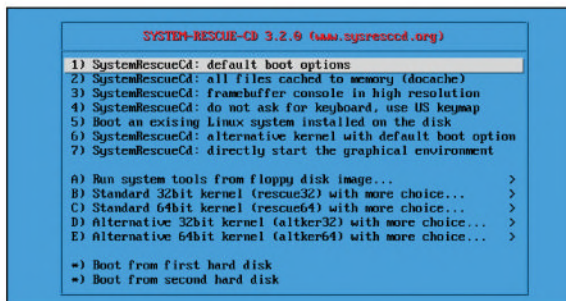 SYSTEM-RESCUE-CD 3.2.0 (www.sysresccd.org)
1) SystemRescueCd: default boot options
2) SystemRescueCd: all files cached to memory (docache)
3) SystemRescueCd: framebuffer console in high resolution
4) SystemRescueCd: do not ask for keyboard, use US keymap
5) Boot an exising Linux system installed on the disk
6) SystemRescueCd: alternative kernel with default boot option
7) SystemRescueCd: directly start the graphical environment
A) Run system tools from floppy disk image... >
B) Standard 32bit kernel (rescue32) with more choice... >
C) Standard 64bit kernel (rescue64) with more choice... >
D) Alternative 32bit kernel (altker32) with more choice... >
E) Alternative 64bit kernel (altker64) with more choice... >
*) Boot from first hard disk
*) Boot from second hard disk